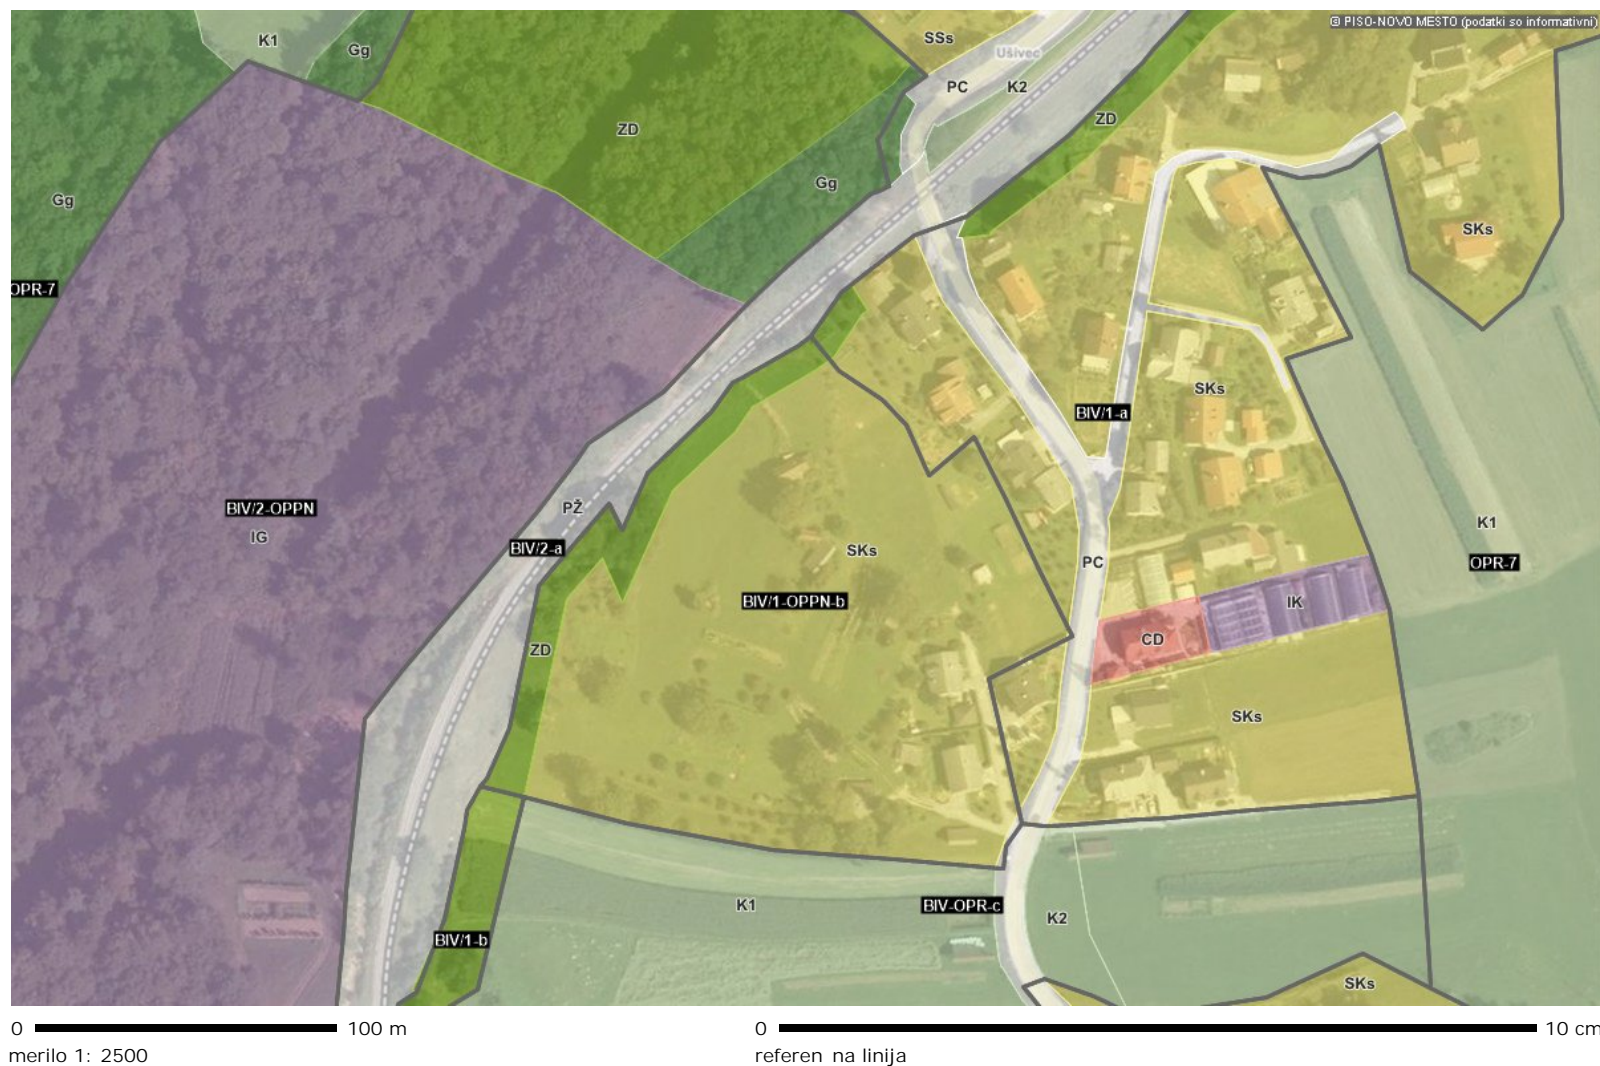 © PISO-NOVO MESTO (podatki so informativni)
K1
Gg
SSs
Ušivec
PC
K2
ZD
ZD
Gg
Gg
SKs
OPR-7
SKs
BIV/1-a
BIV/2-OPPN
IG
PŽ
BIV/2-a
SKs
K1
OPR-7
PC
BIV/1-OPPN-b
IK
CD
ZD
SKs
K1
BIV-OPR-c
K2
BIV/1-b
SKs
0 100 m
merilo 1: 2500
0 10 cm
referen na linija